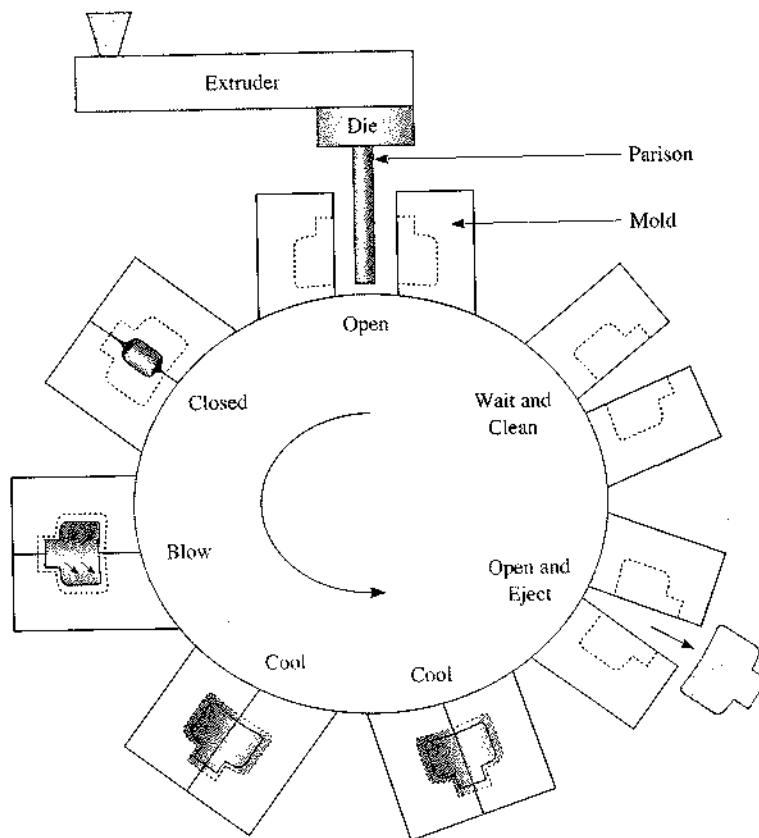 Extruder
Die
Parison
Mold
Open
Closed
Wait and
Clean
Blow
Open and
Eject
Cool
Cool